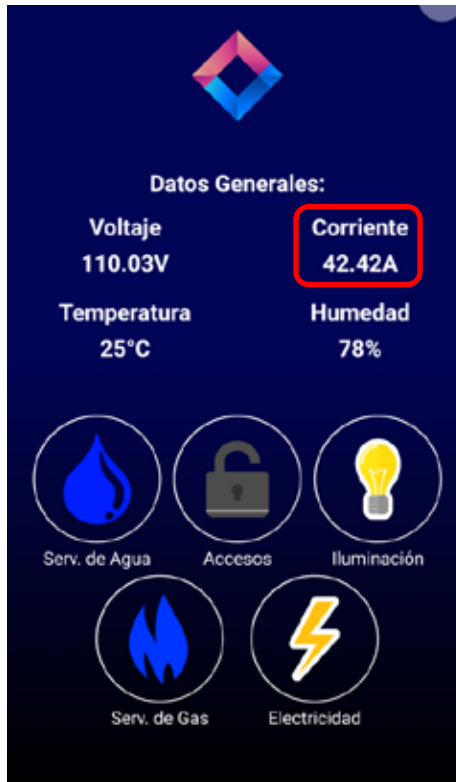 Datos Generales:
Voltaje Corriente
110.03V 42.42A
Temperatura Humedad
25°C 78%
Serv. de Agua Accesos Iluminación
Serv. de Gas Electricidad